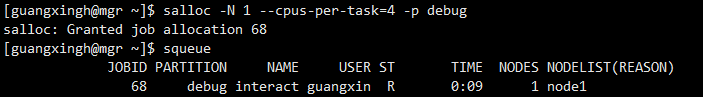 [guangxingh@mgr ~]$ salloc -N 1 --cpus-per-task=4 -p debug
salloc: Granted job allocation 68
[guangxingh@mgr ~]$ squeue
JOBID PARTITION NAME USER ST TIME NODES NODELIST(REASON)
68 debug interact guangxin R 0:09 1 node1